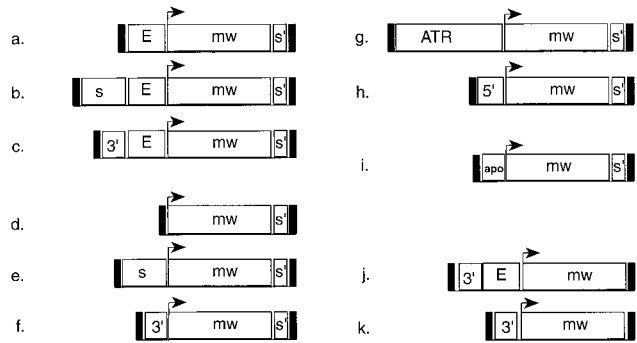 a. E mw s'
b. s E mw s'
c. 3' E mw s'
d. mw s'
e. s mw s'
f. 3' mw s'
g. ATR mw s'
h. 5' mw s'
i. apo mw s'
j. 3' E mw
k. 3' mw